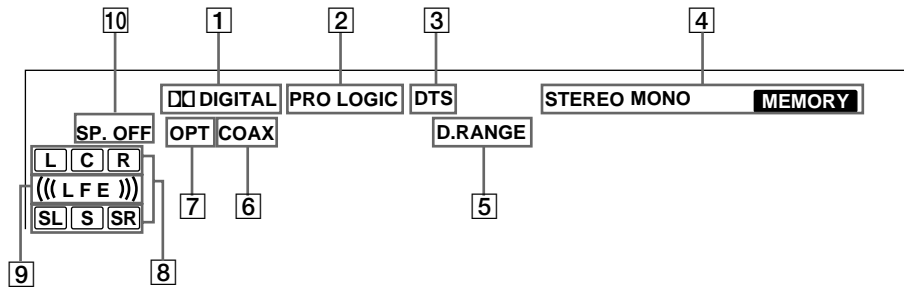 10 1 2 3 4
DIGITAL PRO LOGIC DTS STEREO MONO MEMORY
SP. OFF OPT COAX D.RANGE
L C R
((( L F E )))
SL S SR
7 6 5
9 8